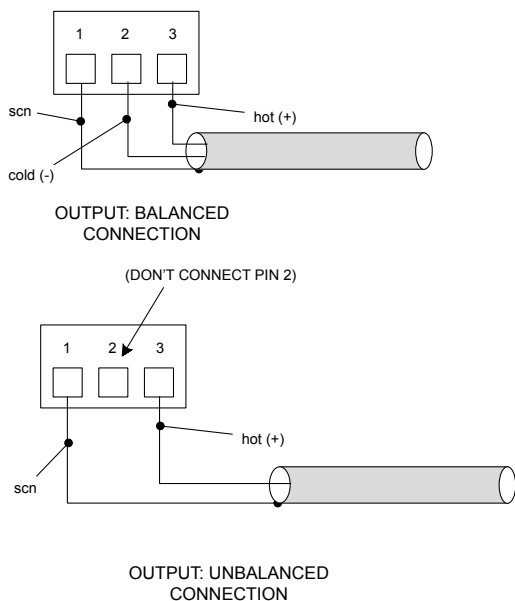 1 2 3
scn
hot (+)
cold (-)
OUTPUT: BALANCED
CONNECTION
(DON'T CONNECT PIN 2)
1 2 3
hot (+)
scn
OUTPUT: UNBALANCED
CONNECTION